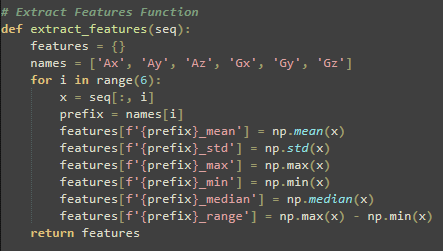 # Extract Features Function
def extract_features(seq):
    features = {}
    names = ['Ax', 'Ay', 'Az', 'Gx', 'Gy', 'Gz']
    for i in range(6):
        x = seq[:, i]
        prefix = names[i]
        features[f'{prefix}_mean'] = np.mean(x)
        features[f'{prefix}_std'] = np.std(x)
        features[f'{prefix}_max'] = np.max(x)
        features[f'{prefix}_min'] = np.min(x)
        features[f'{prefix}_median'] = np.median(x)
        features[f'{prefix}_range'] = np.max(x) - np.min(x)
    return features